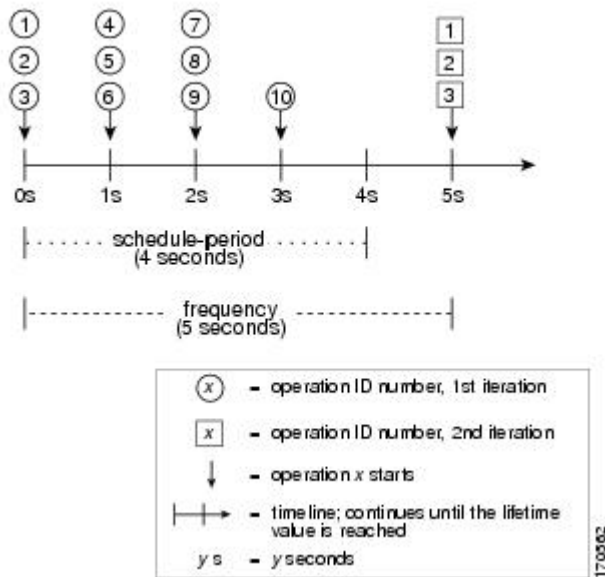 1 4 7 1
2 5 8 2
3 6 9 10 3
0s 1s 2s 3s 4s 5s
schedule-period
(4 seconds)
frequency
(5 seconds)
x = operation ID number, 1st iteration
x = operation ID number, 2nd iteration
= operation x starts
= timeline; continues until the lifetime
value is reached
y s = y seconds
170562